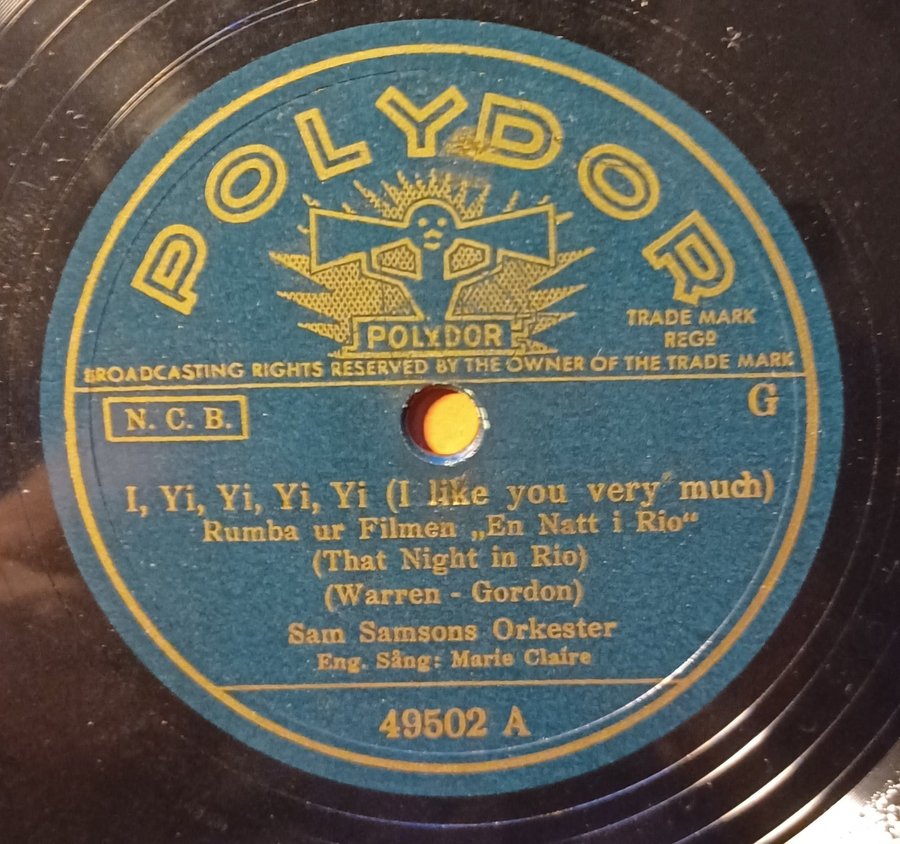 POLYDOR
POLYDOR
TRADE MARK
REGD
BROADCASTING RIGHTS RESERVED BY THE OWNER OF THE TRADE MARK
N. C. B.
G
I, Yi, Yi, Yi, Yi (I like you very much)
Rumba ur Filmen „En Natt i Rio“
(That Night in Rio)
(Warren - Gordon)
Sam Samsons Orkester
Eng. Sång: Marie Claire
49502 A